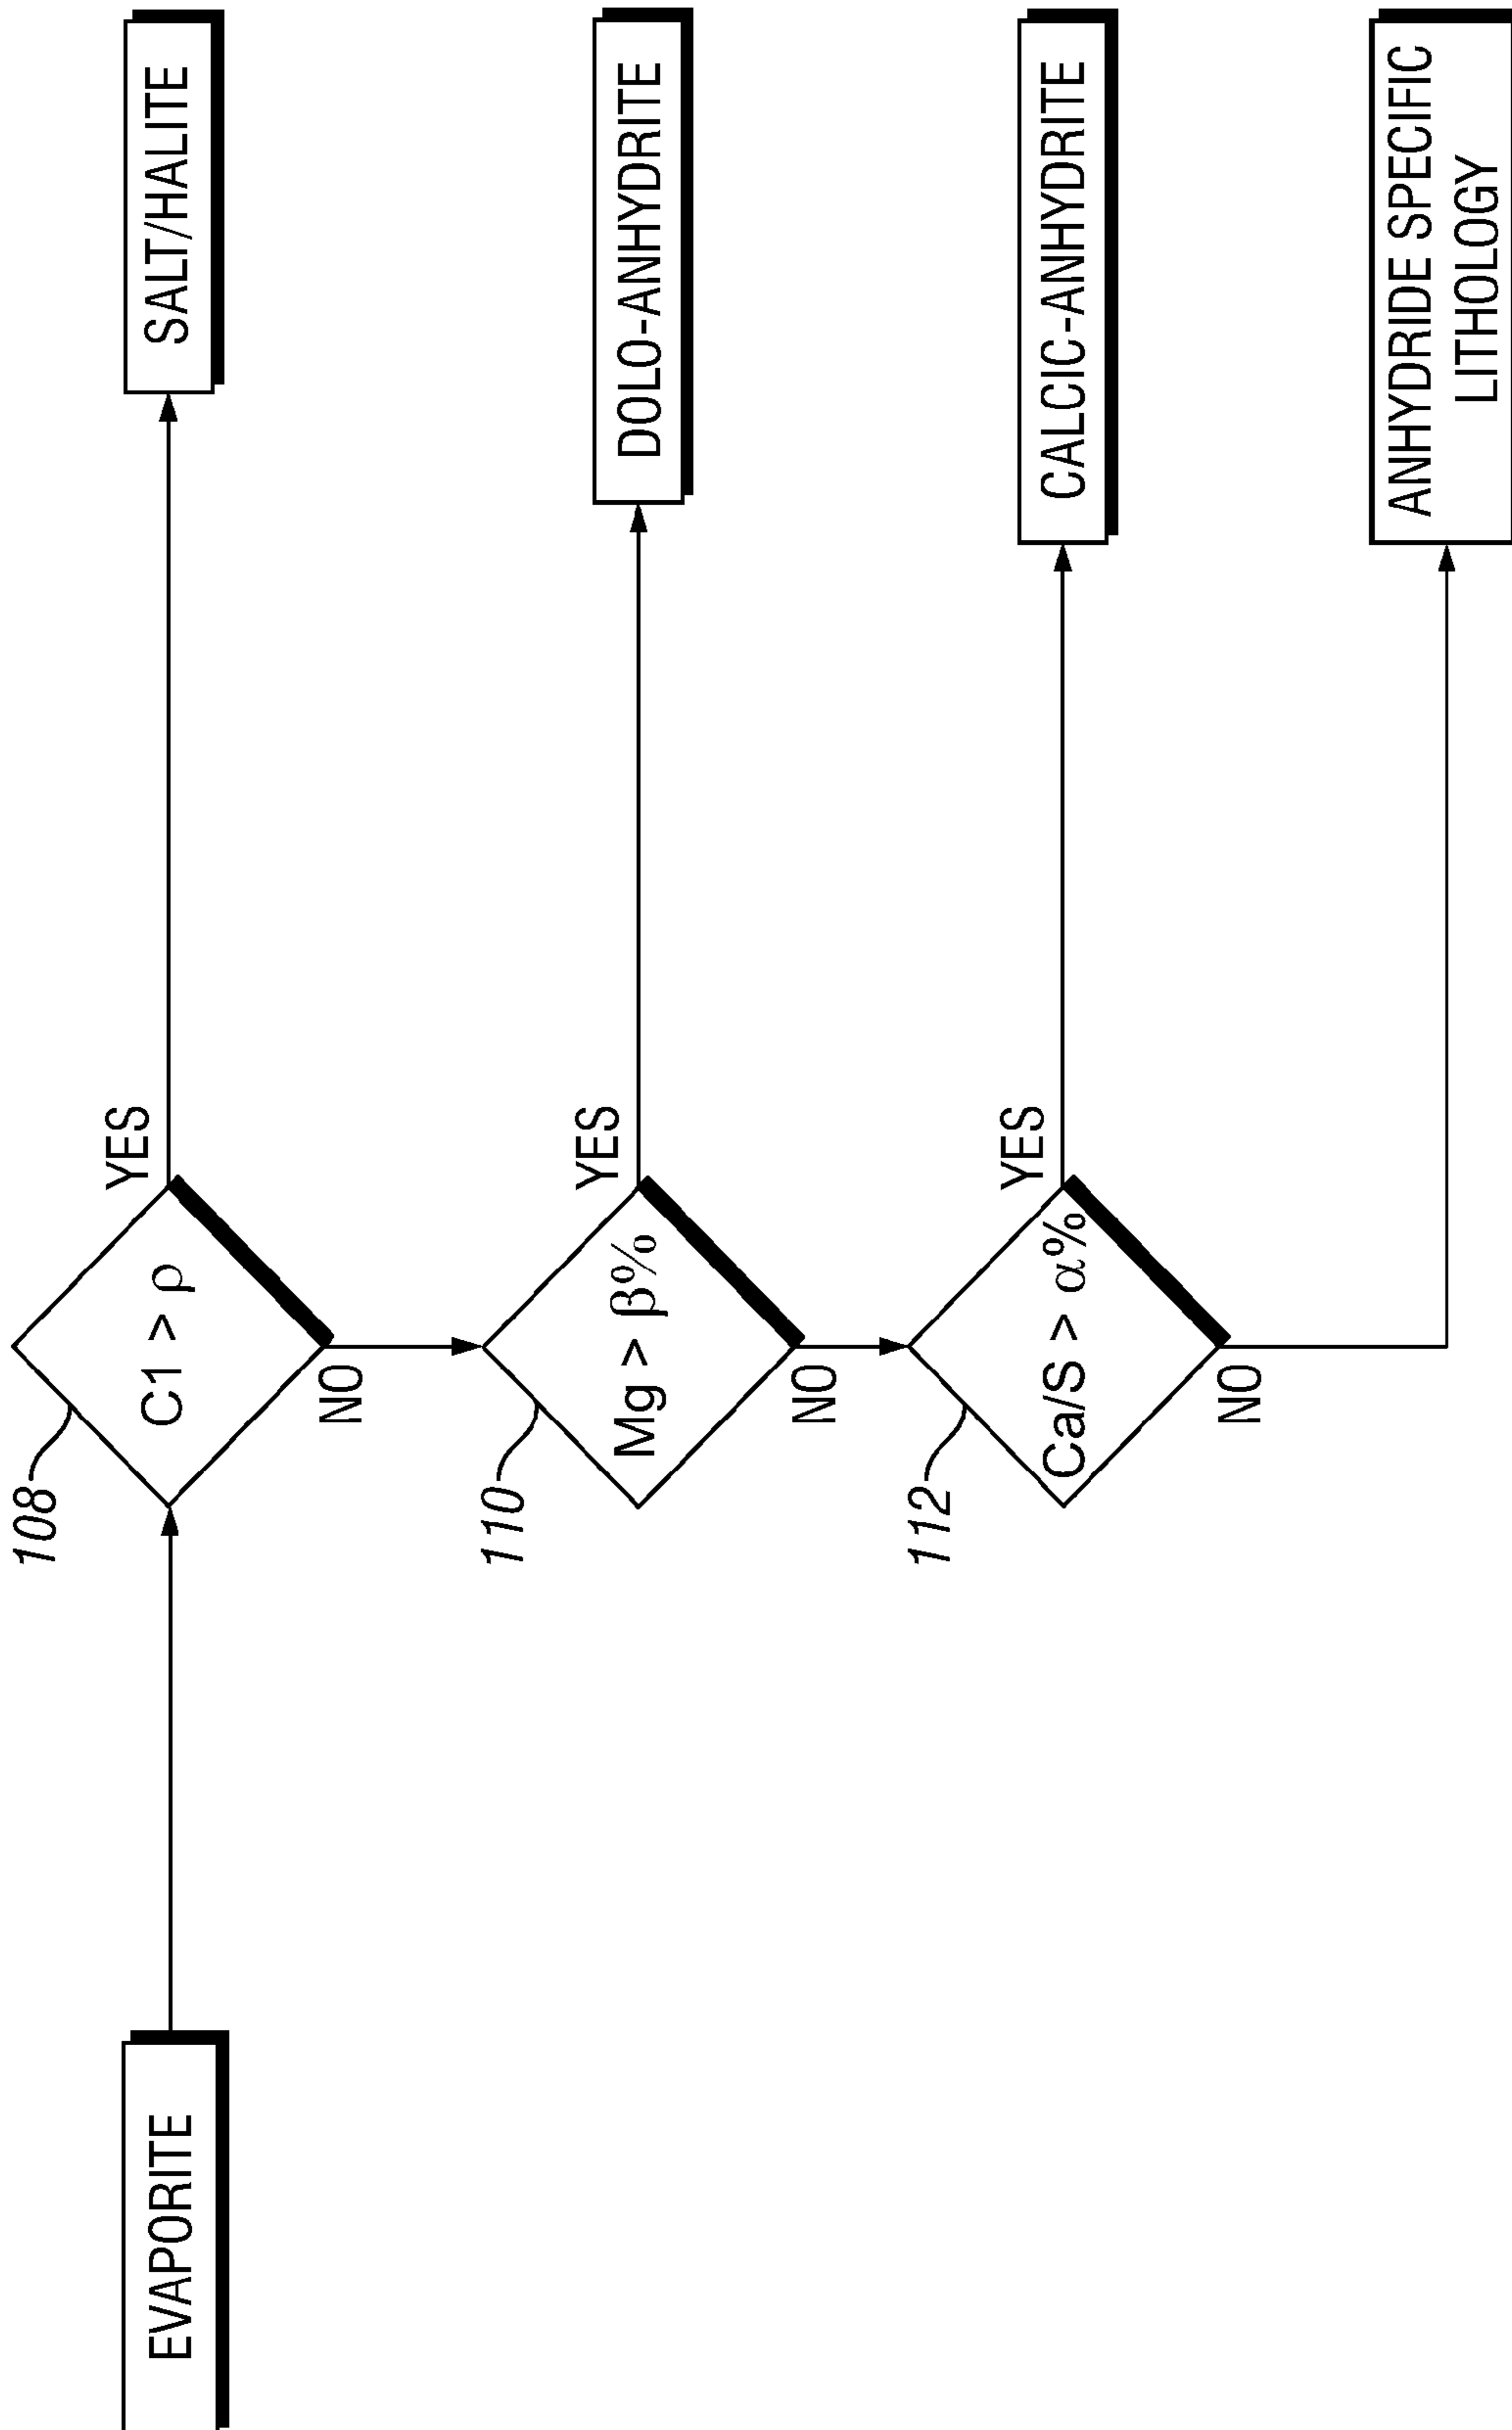 EVAPORITE
108
C1 > ρ
YES
NO
SALT/HALITE
110
Mg > β%
YES
NO
DOLO-ANHYDRITE
112
Ca/S > α%
YES
NO
CALCIC-ANHYDRITE
ANHYDRIDE SPECIFIC
LITHOLOGY